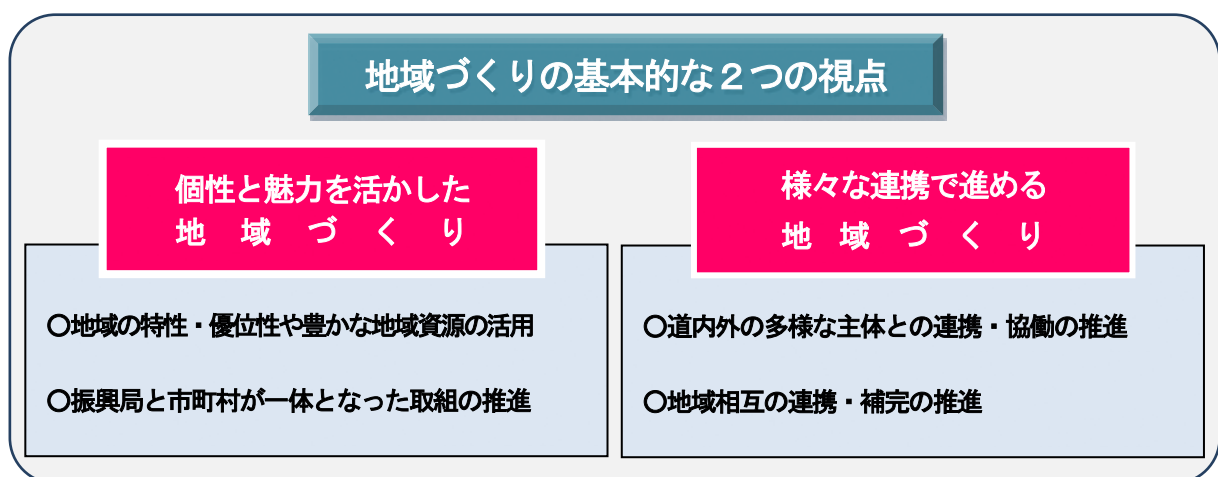 地域づくりの基本的な２つの視点
個性と魅力を活かした
地域づくり
〇地域の特性・優位性や豊かな地域資源の活用
〇振興局と市町村が一体となった取組の推進
様々な連携で進める
地域づくり
〇道内外の多様な主体との連携・協働の推進
〇地域相互の連携・補完の推進